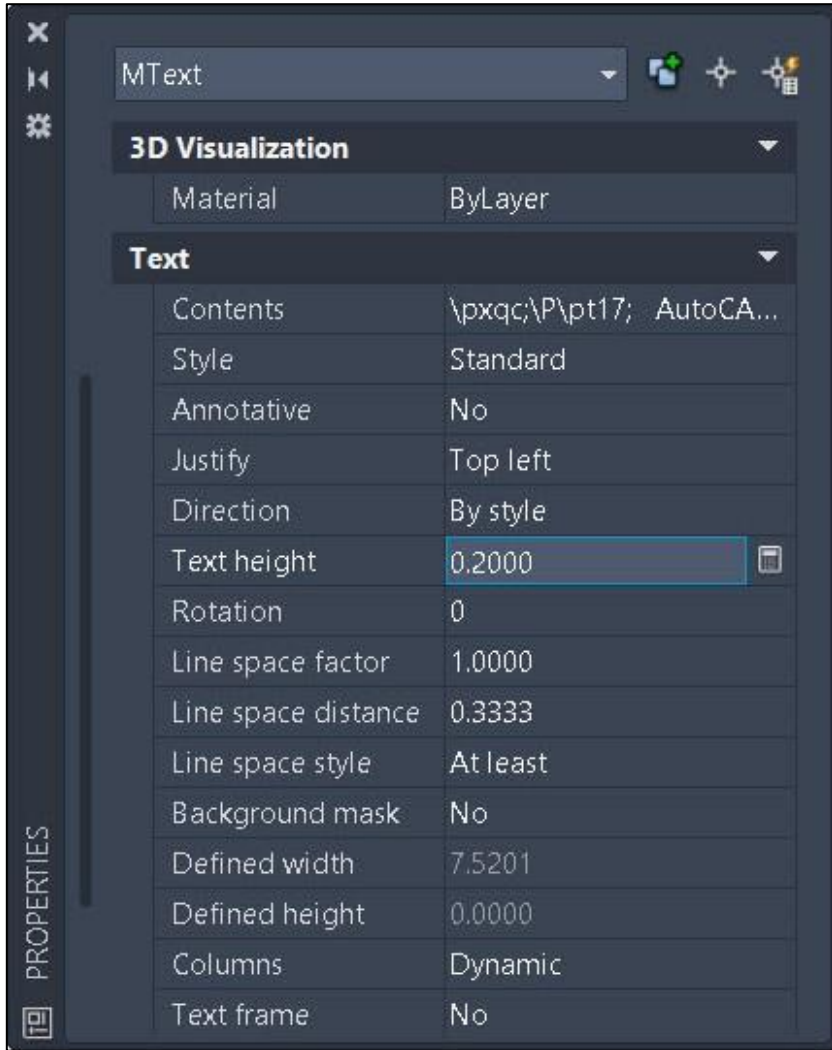 MText
3D Visualization
Material ByLayer
Text
Contents \pxqc;\P\pt17; AutoCA...
Style Standard
Annotative No
Justify Top left
Direction By style
Text height 0.2000
Rotation 0
Line space factor 1.0000
Line space distance 0.3333
Line space style At least
Background mask No
Defined width 7.5201
Defined height 0.0000
Columns Dynamic
Text frame No
PROPERTIES